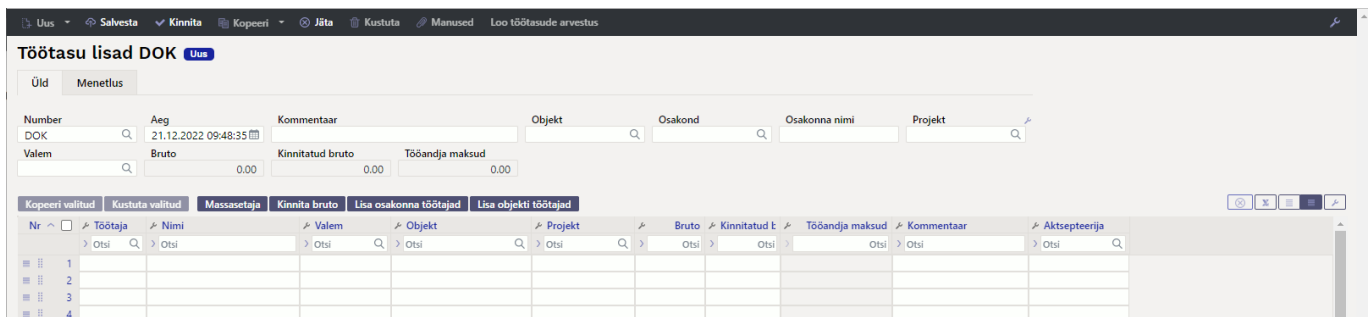 Uus Salvesta Kinnita Kopeeri Jäta Kustuta Manused Loo töötasude arvestus
Töötasu lisad DOK Uus
Üld Menetlus
Number Aeg Kommentaar Objekt Osakond Osakonna nimi Projekt
DOK 21.12.2022 09:48:35
Valem Bruto Kinnitatud bruto Tööandja maksud
0.00 0.00 0.00
Kopeeri valitud Kustuta valitud Massasetaja Kinnita bruto Lisa osakonna töötajad Lisa objekti töötajad
Nr Töötaja Nimi Valem Objekt Projekt Bruto Kinnitatud b Tööandja maksud Kommentaar Aktsepteerija
Otsi Otsi Otsi Otsi Otsi Otsi Otsi Otsi Otsi Otsi
1
2
3
4